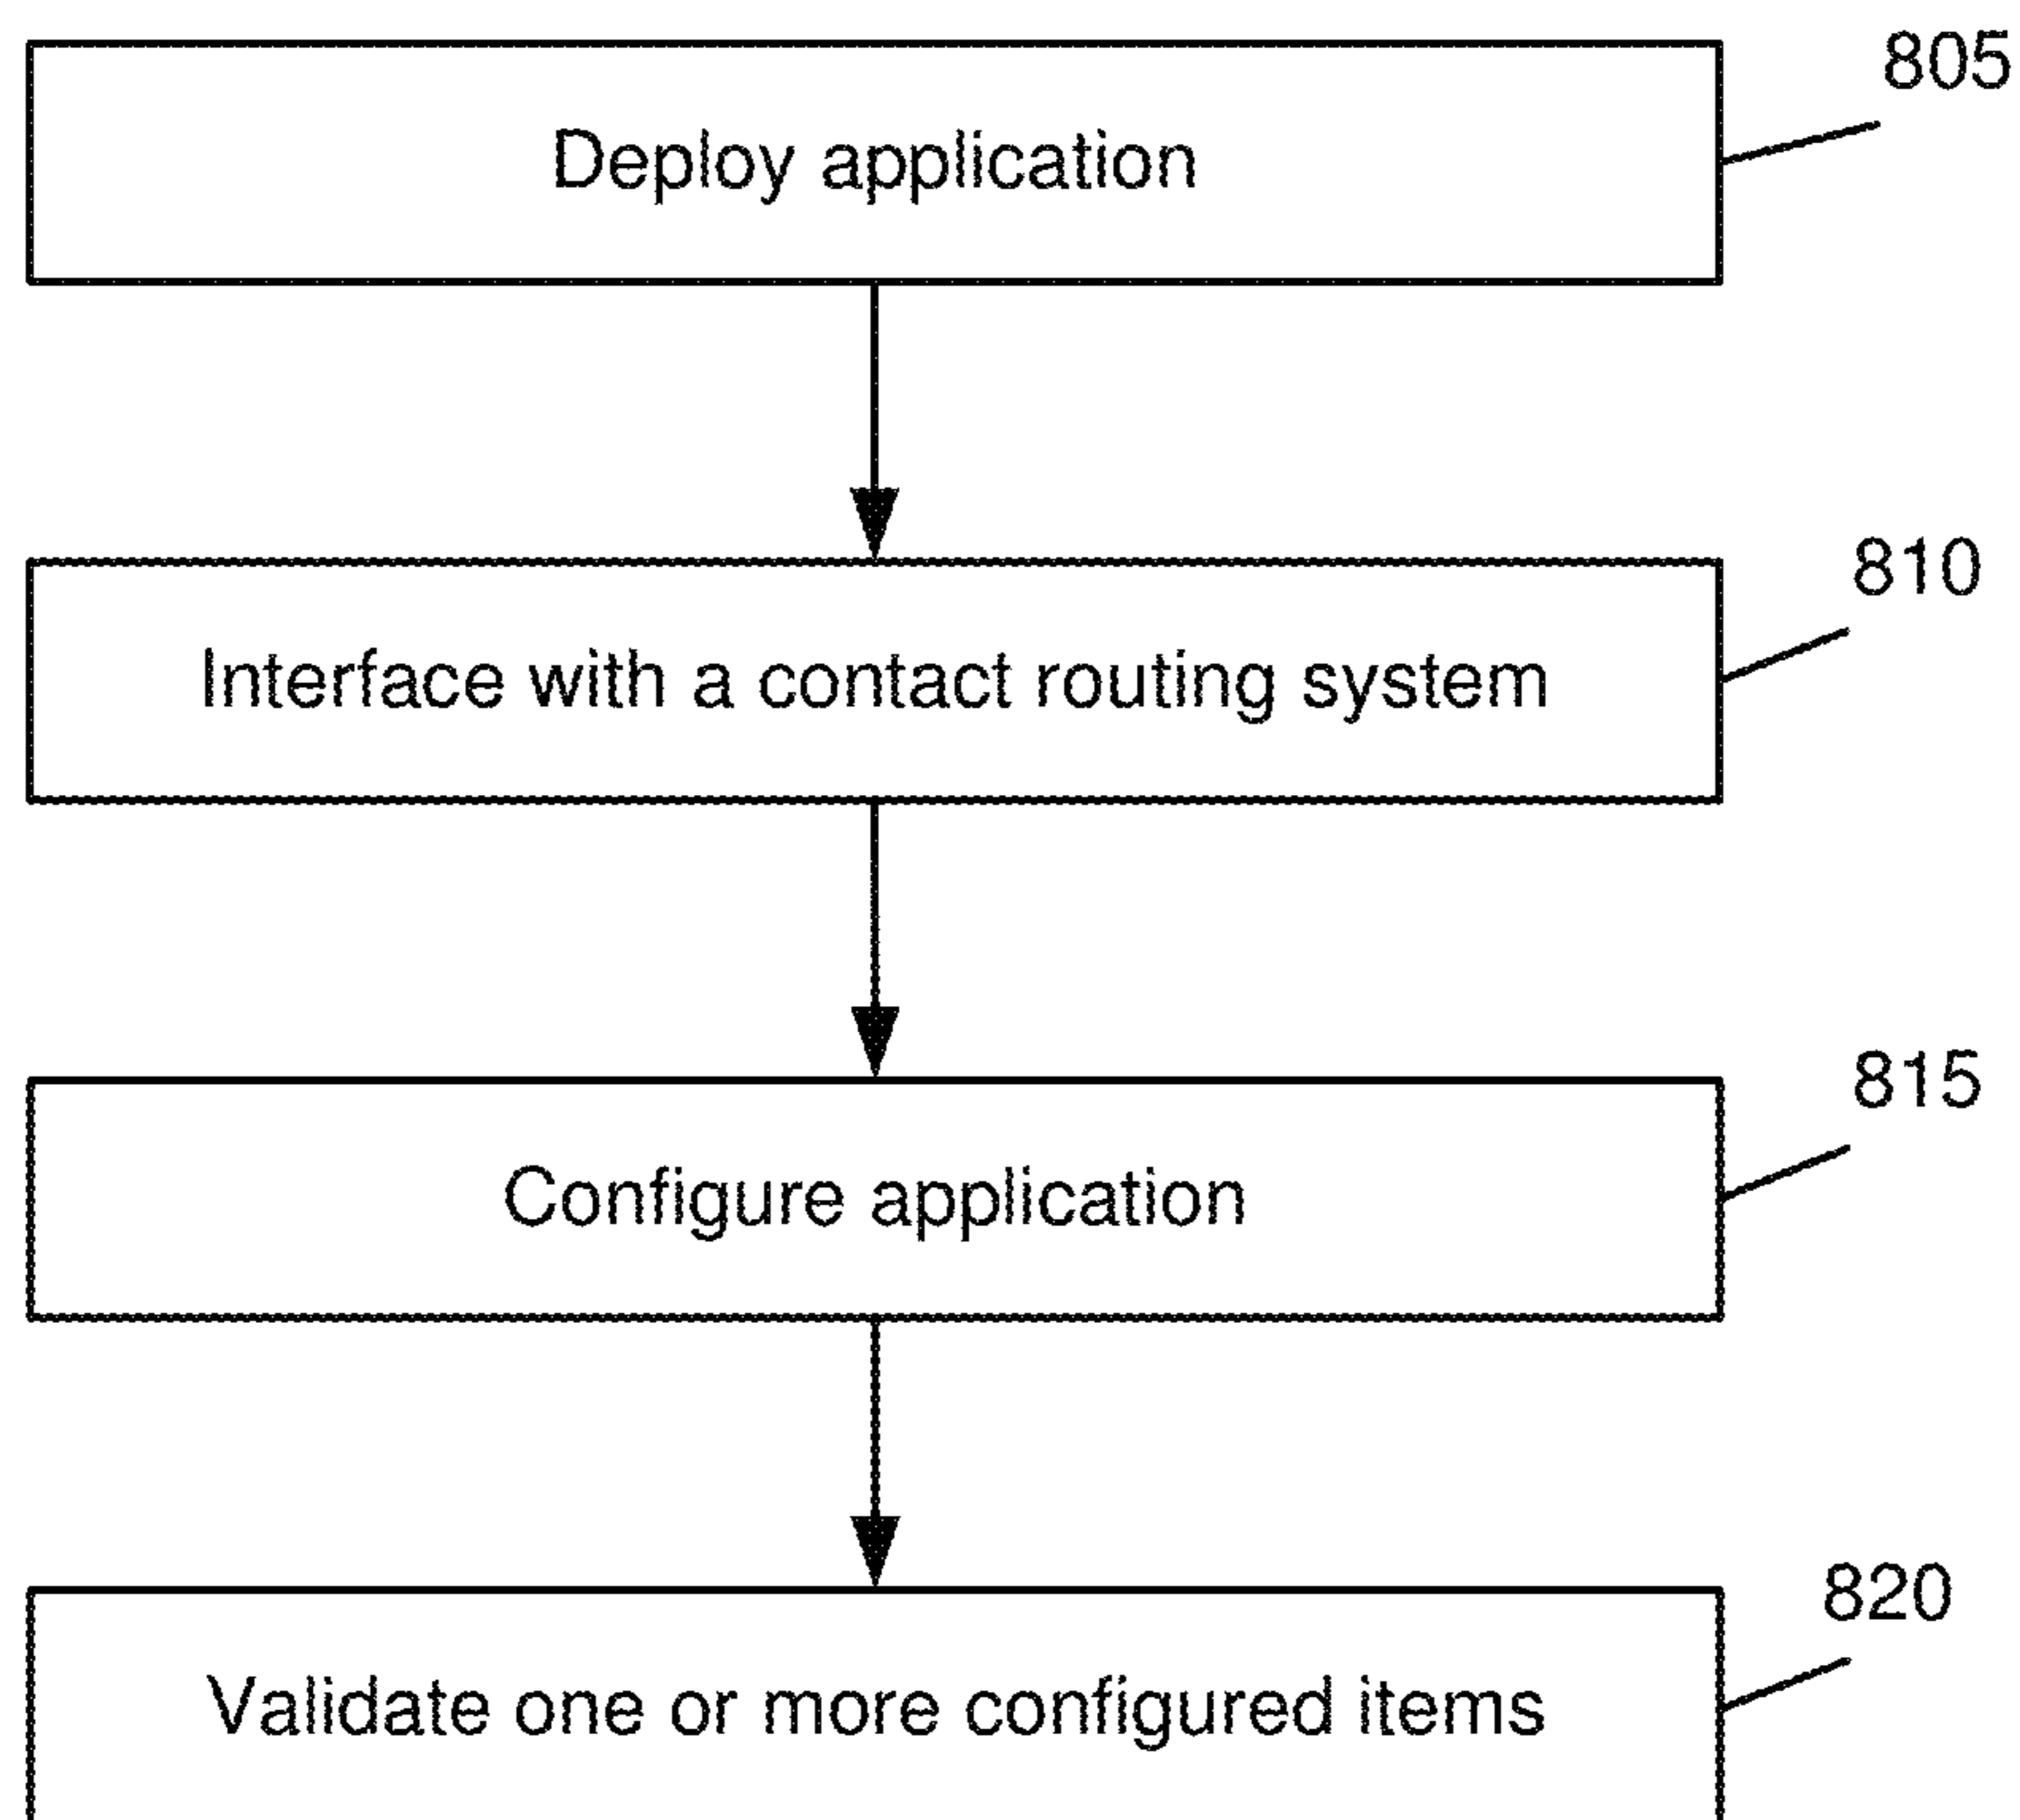 805
Deploy application
810
Interface with a contact routing system
815
Configure application
820
Validate one or more configured items